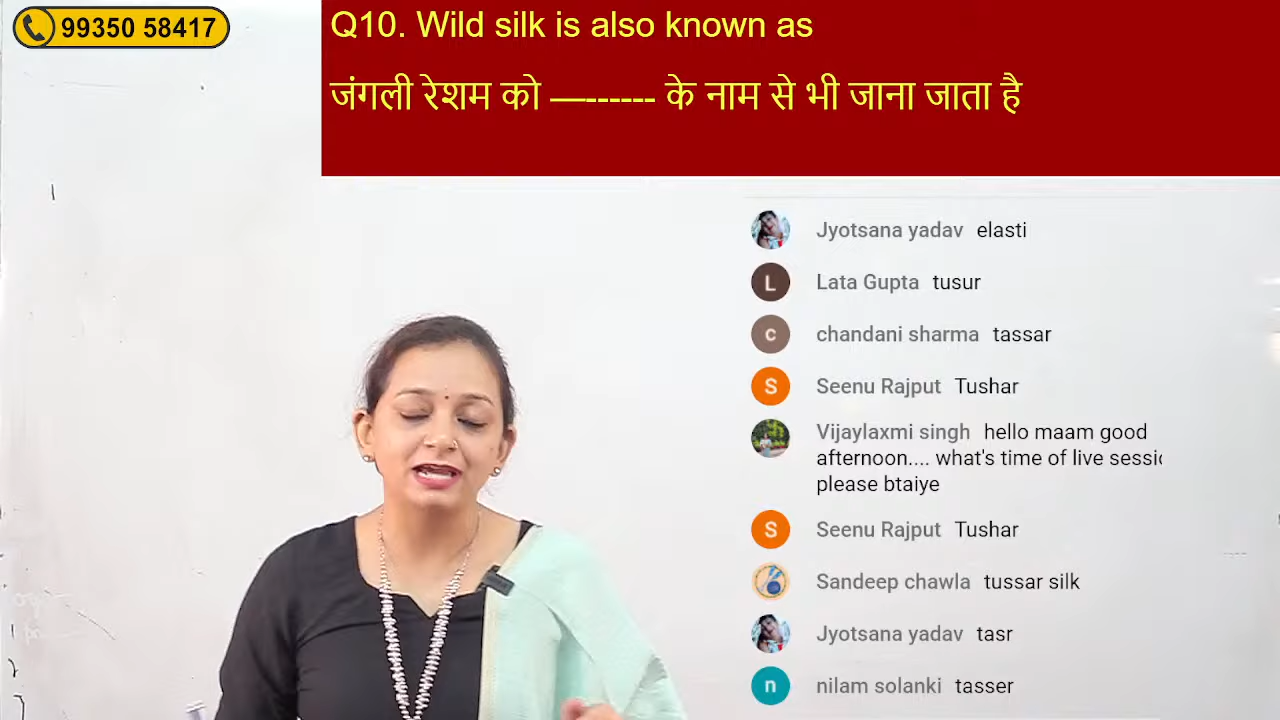 99350 58417
Q10. Wild silk is also known as
जंगली रेशम को —------ के नाम से भी जाना जाता है
Jyotsana yadav elasti
Lata Gupta tusur
chandani sharma tassar
Seenu Rajput Tushar
Vijaylaxmi singh hello maam good
afternoon.... what's time of live sessi
please btaiye
Seenu Rajput Tushar
Sandeep chawla tussar silk
Jyotsana yadav tasr
nilam solanki tasser
L
c
S
S
n